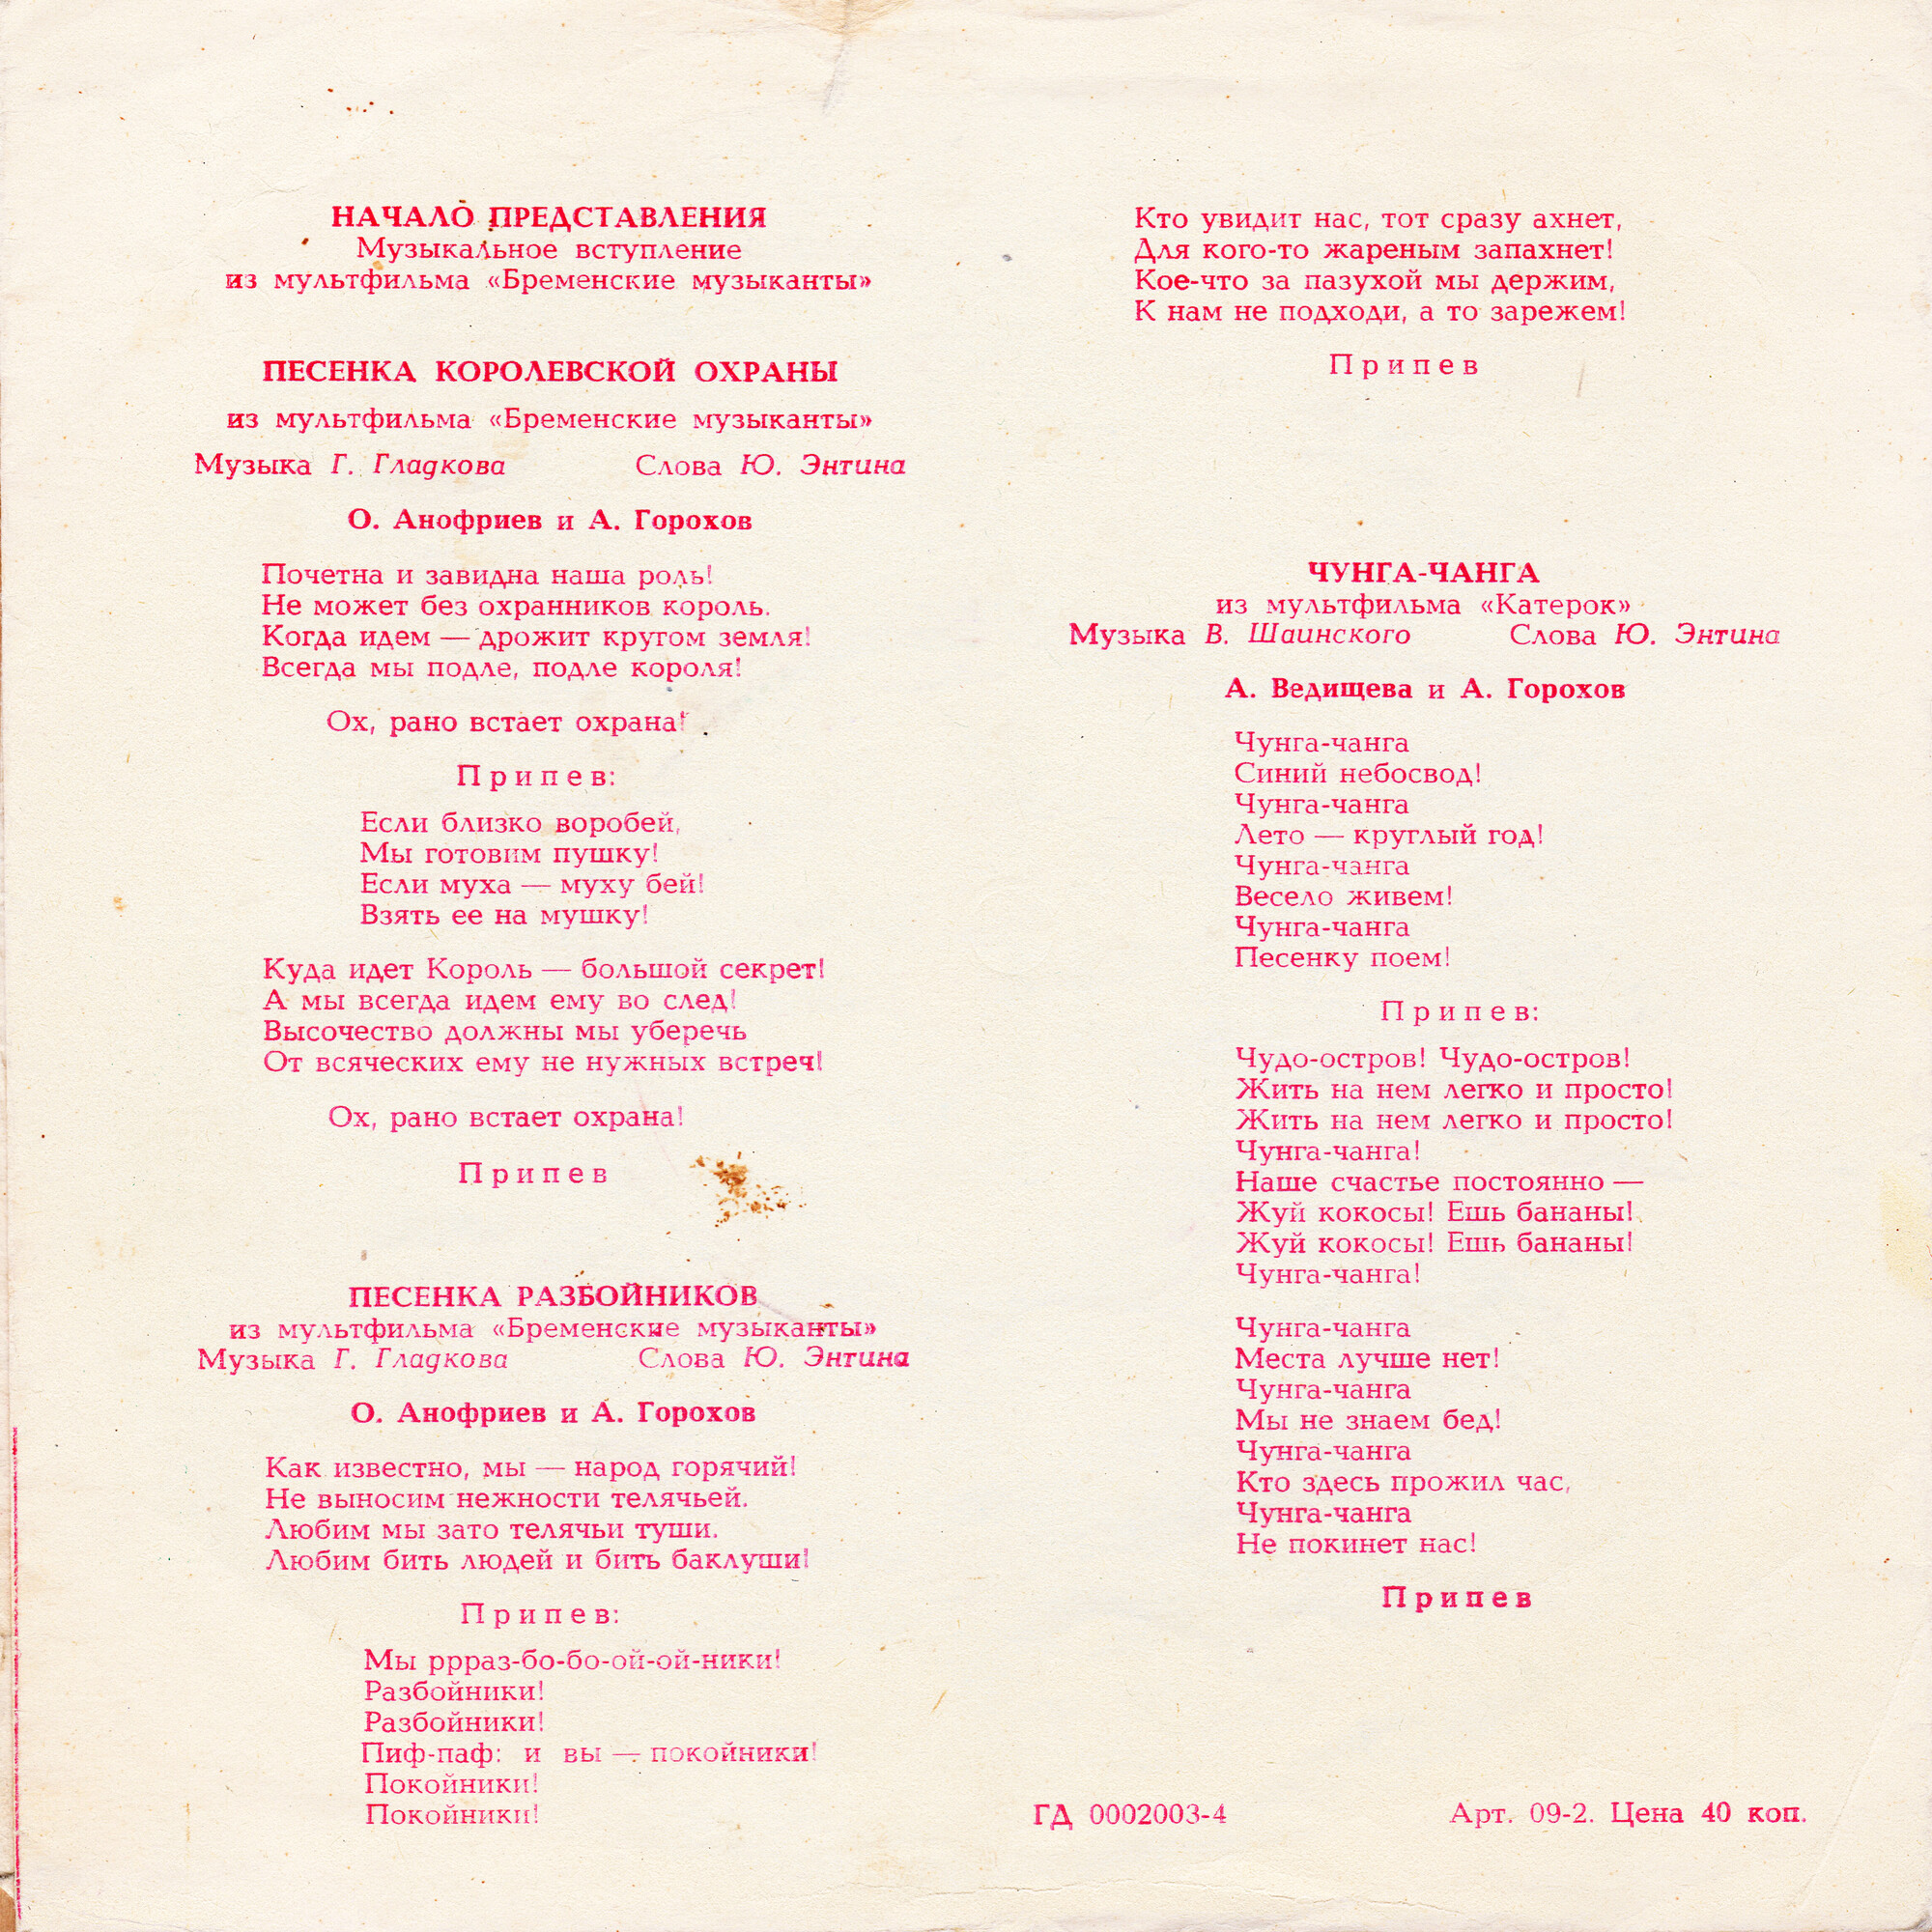 НАЧАЛО ПРЕДСТАВЛЕНИЯ
Музыкальное вступление
из мультфильма «Бременские музыканты»
ПЕСЕНКА КОРОЛЕВСКОЙ ОХРАНЫ
из мультфильма «Бременские музыканты»
Музыка Г. Гладкова Слова Ю. Энтина
О. Анофриев и А. Горохов
Почетна и завидна наша роль!
Не может без охранников король.
Когда идем — дрожит кругом земля!
Всегда мы подле, подле короля!
Ох, рано встает охрана!
Припев:
Если близко воробей,
Мы готовим пушку!
Если муха — муху бей!
Взять ее на мушку!
Куда идет Король — большой секрет!
А мы всегда идем ему во след!
Высочество должны мы уберечь
От всяческих ему не нужных встреч!
Ох, рано встает охрана!
Припев
ПЕСЕНКА РАЗБОЙНИКОВ
из мультфильма «Бременские музыканты»
Музыка Г. Гладкова Слова Ю. Энтина
О. Анофриев и А. Горохов
Как известно, мы — народ горячий!
Не выносим нежности телячьей.
Любим мы зато телячьи туши.
Любим бить людей и бить баклуши!
Припев:
Мы ррраз-бо-бо-ой-ой-ники!
Разбойники!
Разбойники!
Пиф-паф: и вы — покойники!
Покойники!
Покойники!
Кто увидит нас, тот сразу ахнет,
Для кого-то жареным запахнет!
Кое-что за пазухой мы держим,
К нам не подходи, а то зарежем!
Припев
ЧУНГА-ЧАНГА
из мультфильма «Катерок»
Музыка В. Шаинского Слова Ю. Энтина
А. Ведищева и А. Горохов
Чунга-чанга
Синий небосвод!
Чунга-чанга
Лето — круглый год!
Чунга-чанга
Весело живем!
Чунга-чанга
Песенку поем!
Припев:
Чудо-остров! Чудо-остров!
Жить на нем легко и просто!
Жить на нем легко и просто!
Чунга-чанга!
Наше счастье постоянно —
Жуй кокосы! Ешь бананы!
Жуй кокосы! Ешь бананы!
Чунга-чанга!
Чунга-чанга
Места лучше нет!
Чунга-чанга
Мы не знаем бед!
Чунга-чанга
Кто здесь прожил час,
Чунга-чанга
Не покинет нас!
Припев
ГД 0002003-4 Арт. 09-2. Цена 40 коп.